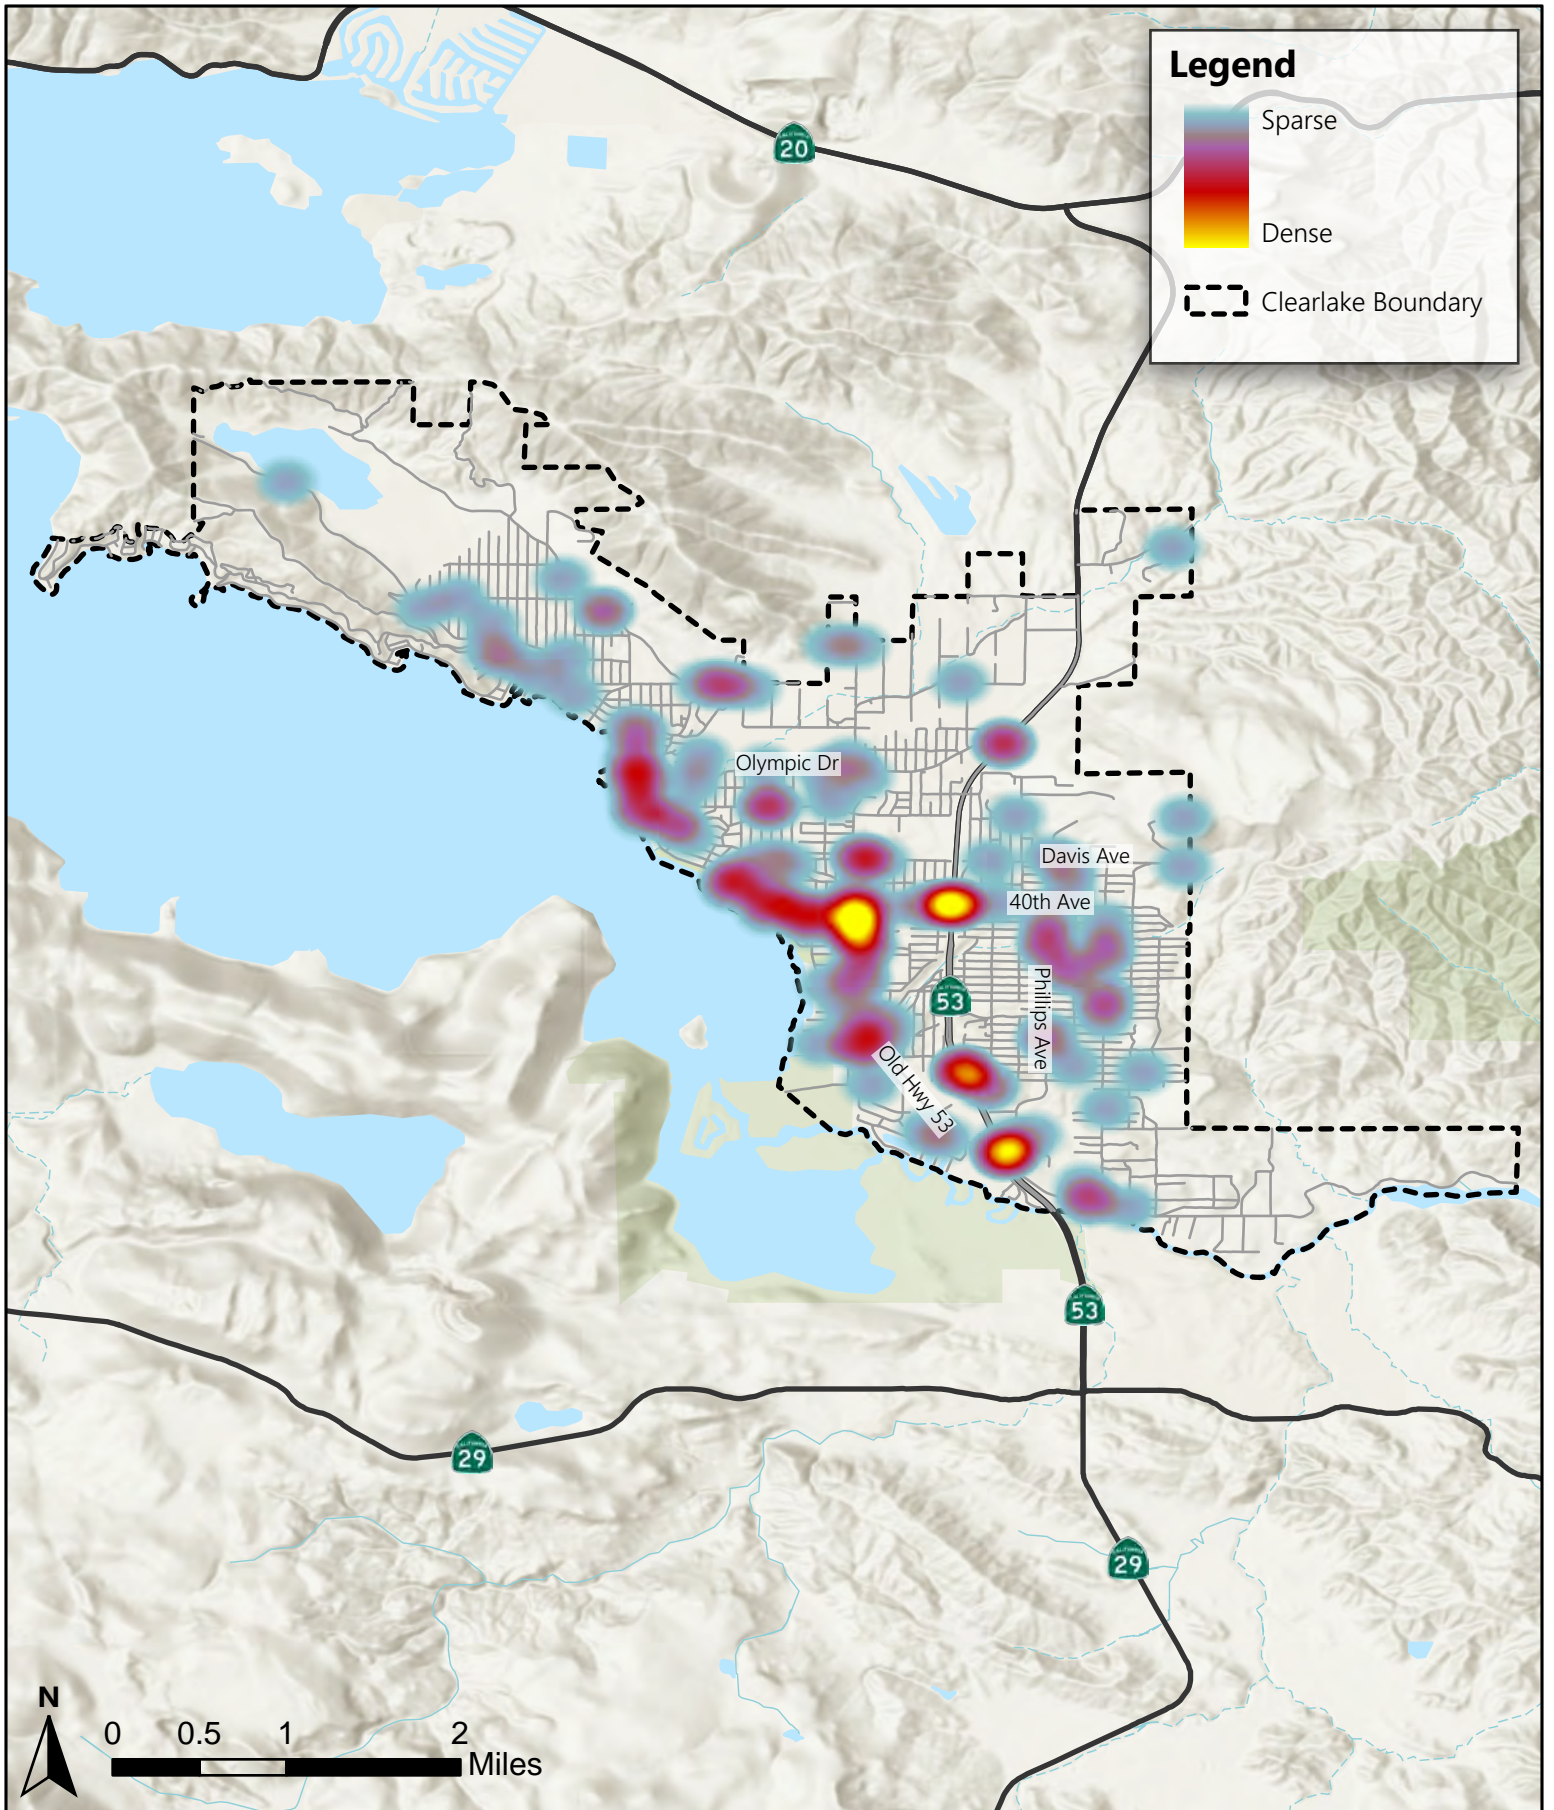 Legend
Sparse
Dense
Clearlake Boundary
20
Olympic Dr
Davis Ave
40th Ave
53
Phillips Ave
Old Hwy 53
53
29
29
N
0 0.5 1 2
Miles